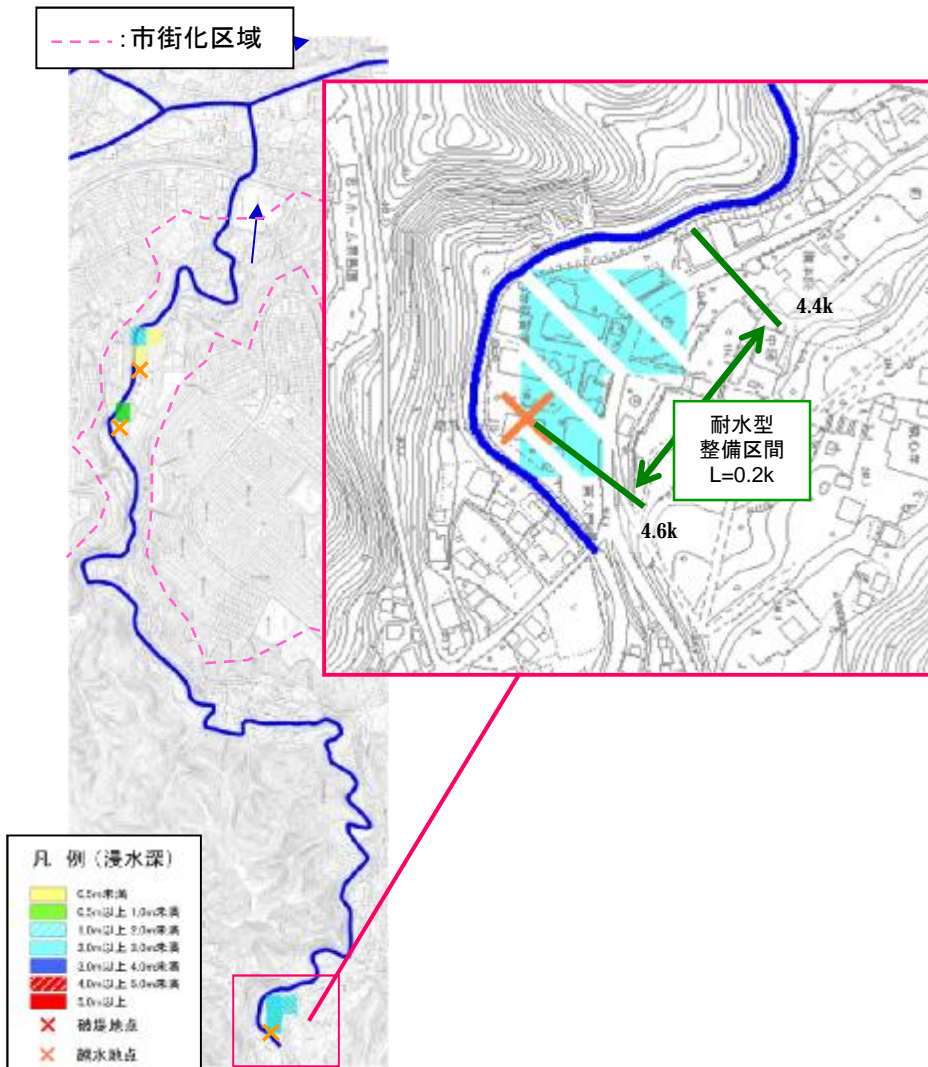 :市街化区域
4.4k
耐水型
整備区間
L=0.2k
4.6k
凡 例(浸水深)
0.5m未満
0.5m以上 1.0m未満
1.0m以上 2.0m未満
2.0m以上 3.0m未満
3.0m以上 4.0m未満
4.0m以上 5.0m未満
5.0m以上
破堤地点
越水地点